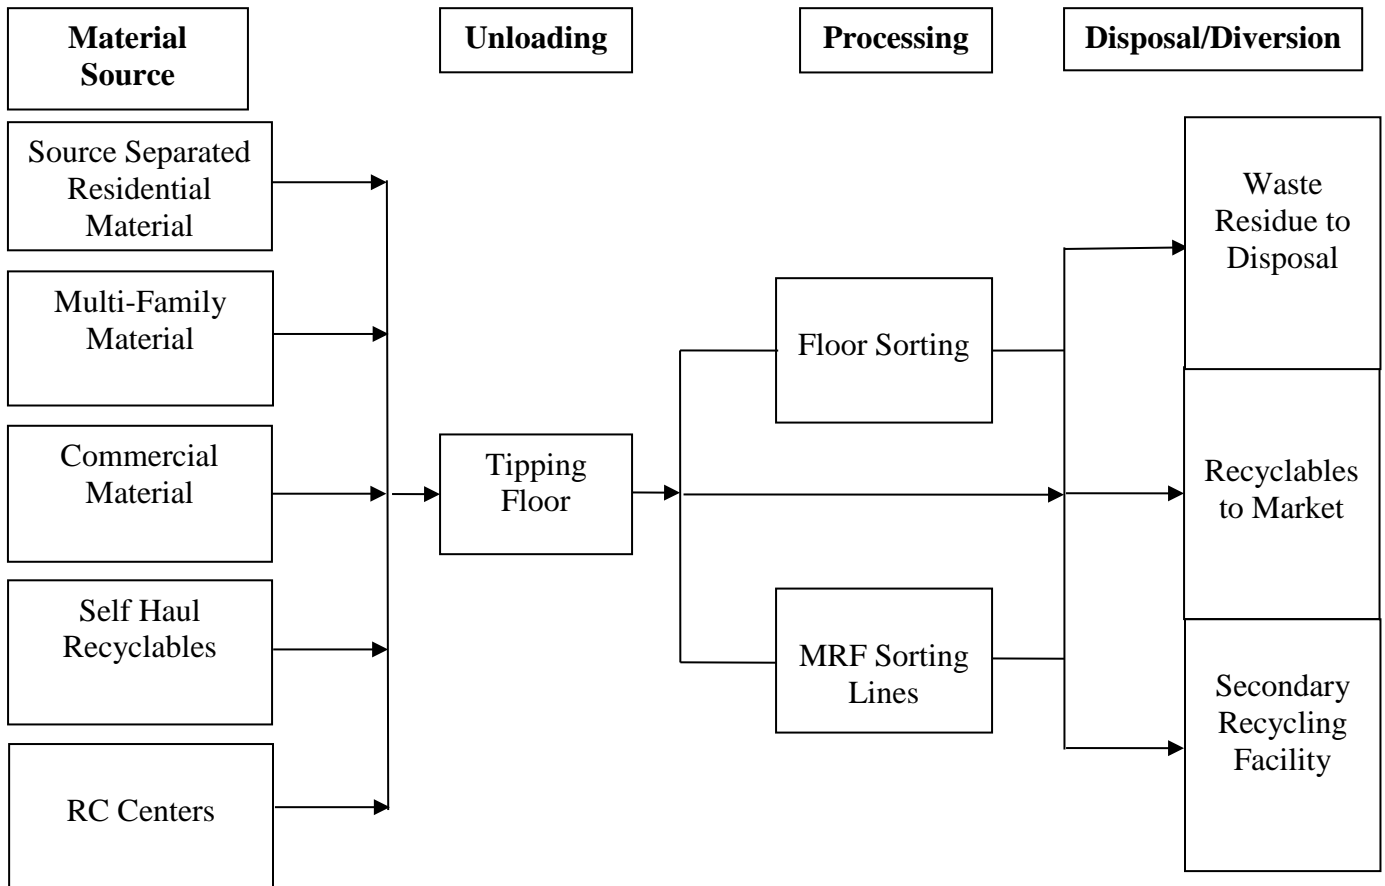 Material
Source
Unloading
Processing
Disposal/Diversion
Source Separated
Residential
Material
Multi-Family
Material
Commercial
Material
Self Haul
Recyclables
RC Centers
Tipping
Floor
Floor Sorting
MRF Sorting
Lines
Waste
Residue to
Disposal
Recyclables
to Market
Secondary
Recycling
Facility